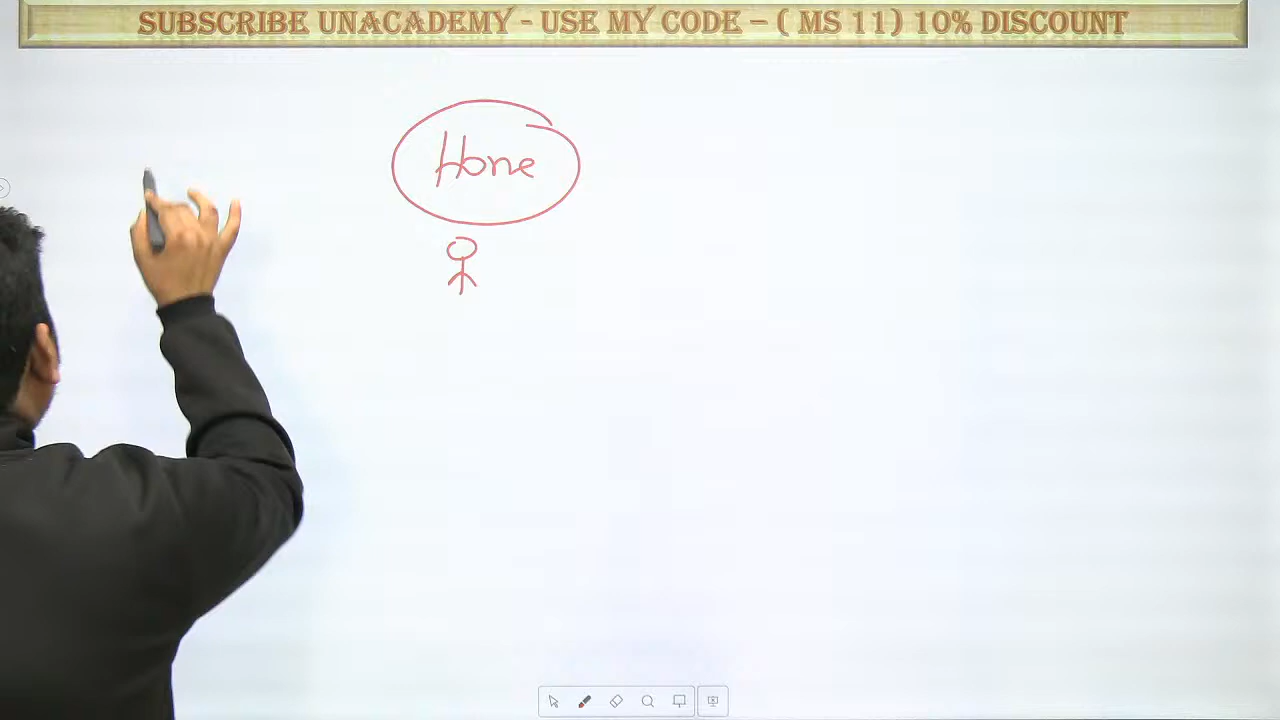 SUBSCRIBE UNACADEMY - USE MY CODE – ( MS 11) 10% DISCOUNT
Home